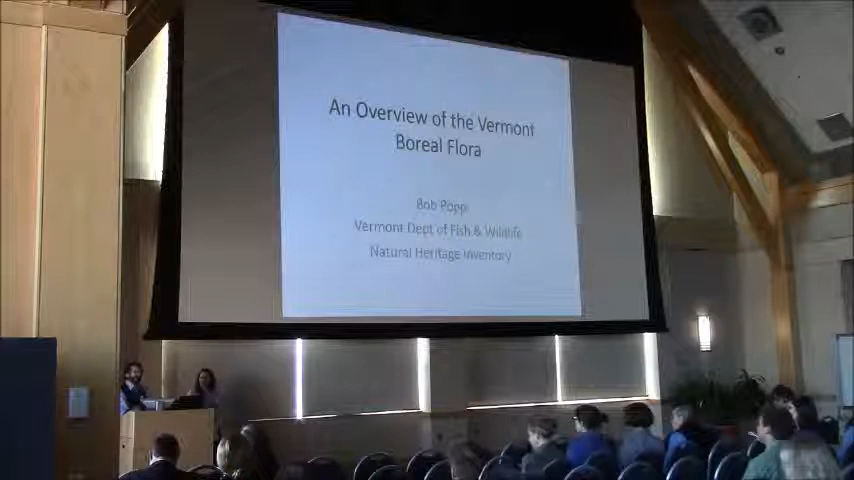 An Overview of the Vermont
Boreal Flora
Bob Popp
Vermont Dept of Fish & Wildlife
Natural Heritage Inventory